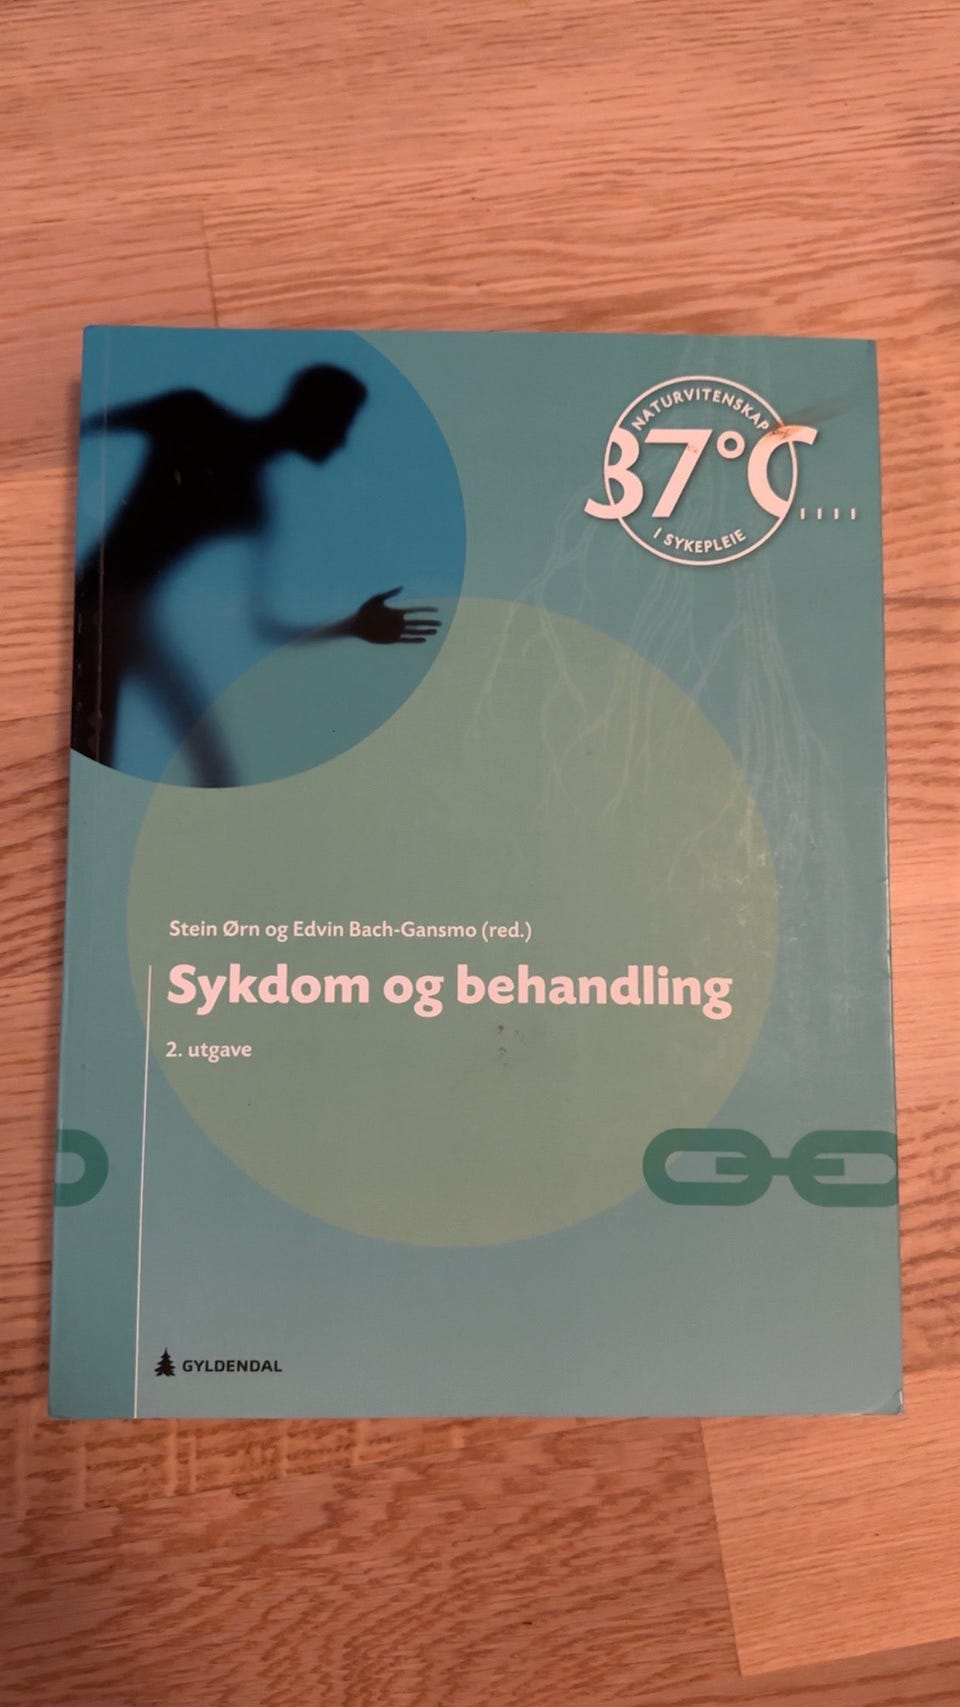 NATURVITENSKAP
37°C
I SYKEPLEIE
Stein Ørn og Edvin Bach-Gansmo (red.)
Sykdom og behandling
2. utgave
GYLDENDAL